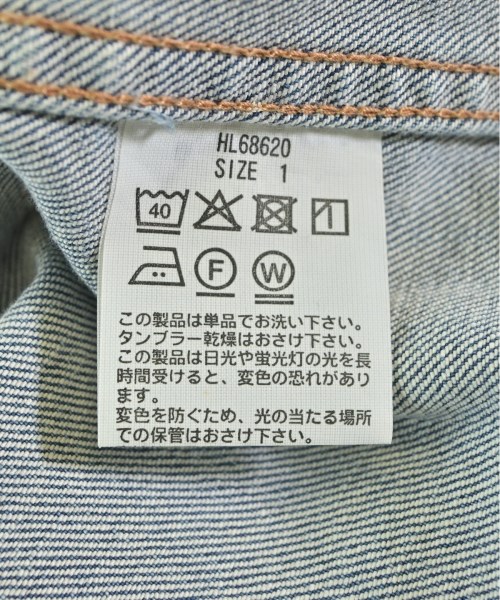 HL68620
SIZE 1
40
F W
この製品は単品でお洗い下さい。
タンブラー乾燥はおさけ下さい。
この製品は日光や蛍光灯の光を長
時間受けると、変色の恐れがあり
ます。
変色を防ぐため、光の当たる場所
での保管はおさけ下さい。